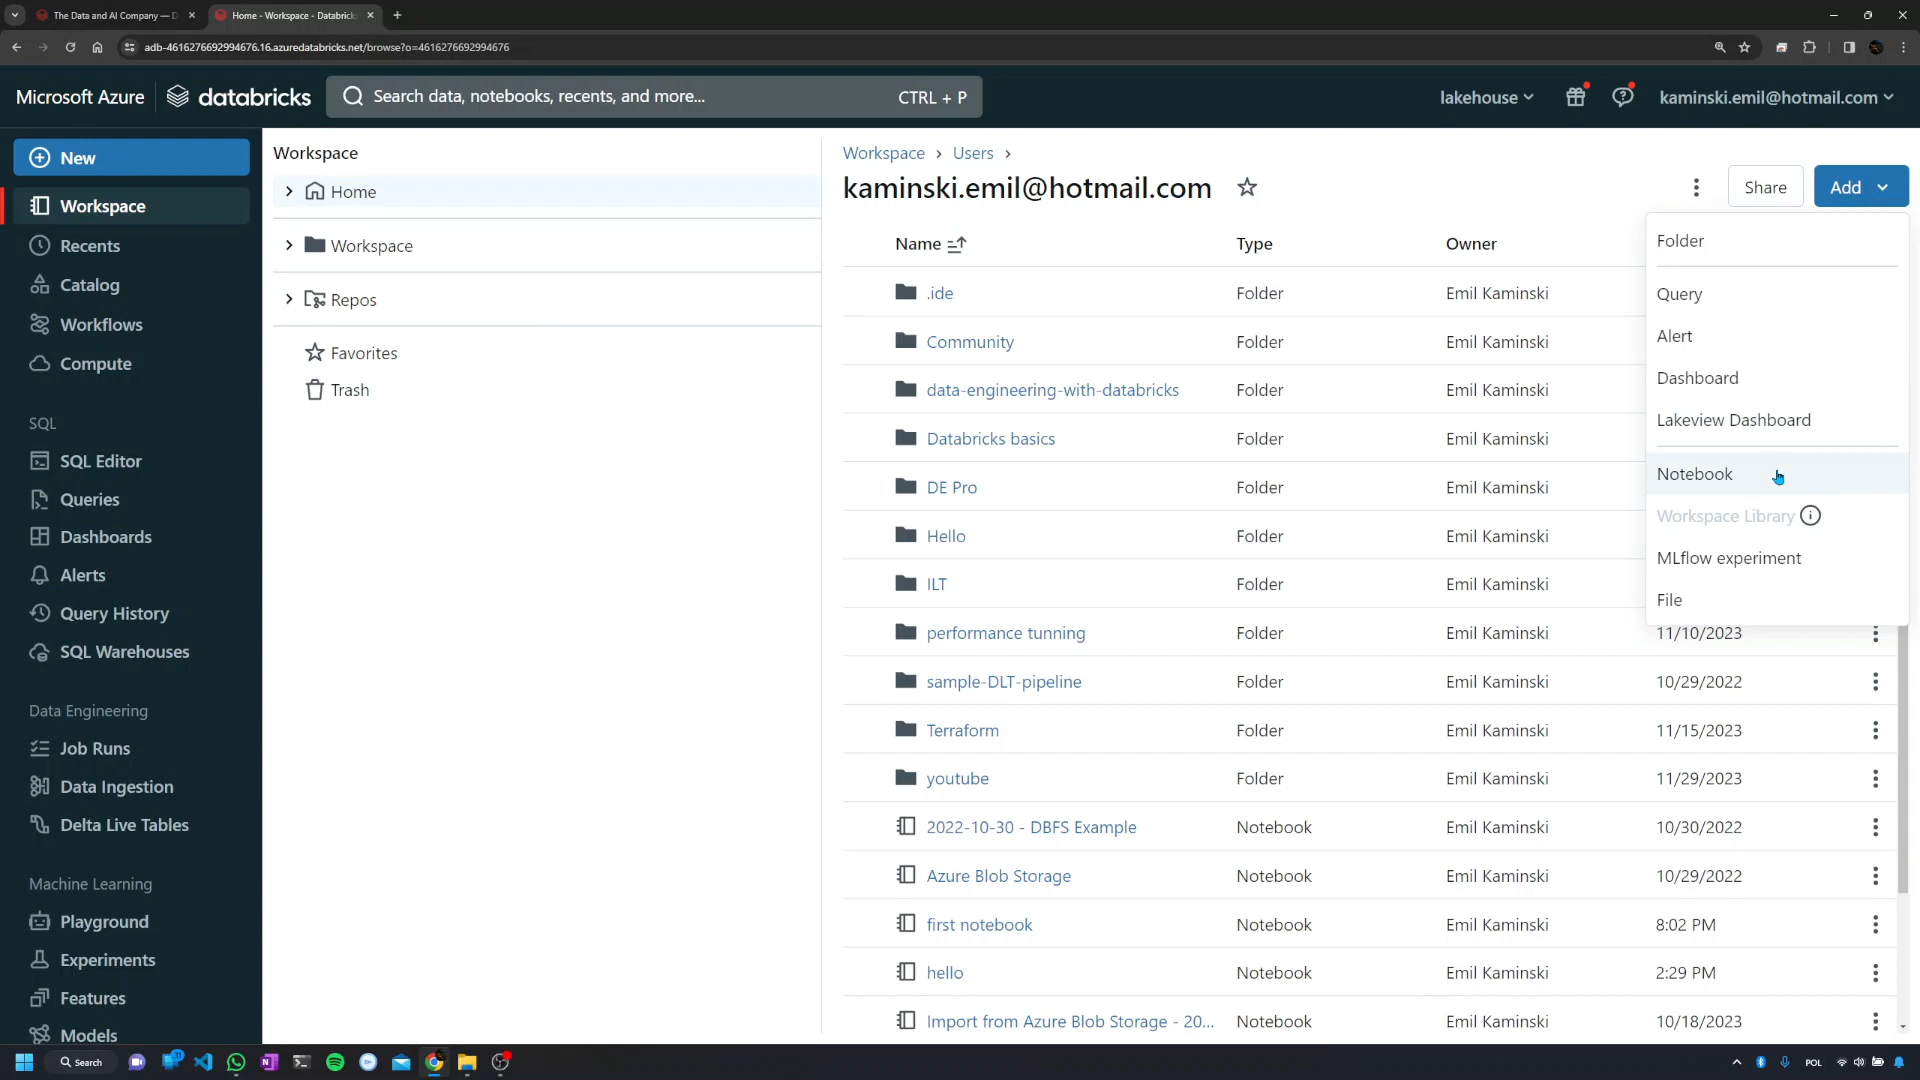 The Data and AI Company — D
Home - Workspace - Databrick
adb-4616276692994676.16.azuredatabricks.net/browse?o=4616276692994676
Microsoft Azure databricks
Search data, notebooks, recents, and more... CTRL + P
lakehouse
kaminski.emil@hotmail.com
New
Workspace
Recents
Catalog
Workflows
Compute
SQL
SQL Editor
Queries
Dashboards
Alerts
Query History
SQL Warehouses
Data Engineering
Job Runs
Data Ingestion
Delta Live Tables
Machine Learning
Playground
Experiments
Features
Models
Workspace
Home
Workspace
Repos
Favorites
Trash
Workspace › Users ›
kaminski.emil@hotmail.com
Share
Add
Name Type Owner
.ide Folder Emil Kaminski
Community Folder Emil Kaminski
data-engineering-with-databricks Folder Emil Kaminski
Databricks basics Folder Emil Kaminski
DE Pro Folder Emil Kaminski
Hello Folder Emil Kaminski
ILT Folder Emil Kaminski
performance tunning Folder Emil Kaminski 11/10/2023
sample-DLT-pipeline Folder Emil Kaminski 10/29/2022
Terraform Folder Emil Kaminski 11/15/2023
youtube Folder Emil Kaminski 11/29/2023
2022-10-30 - DBFS Example Notebook Emil Kaminski 10/30/2022
Azure Blob Storage Notebook Emil Kaminski 10/29/2022
first notebook Notebook Emil Kaminski 8:02 PM
hello Notebook Emil Kaminski 2:29 PM
Import from Azure Blob Storage - 20... Notebook Emil Kaminski 10/18/2023
Folder
Query
Alert
Dashboard
Lakeview Dashboard
Notebook
Workspace Library
MLflow experiment
File
Search
POL